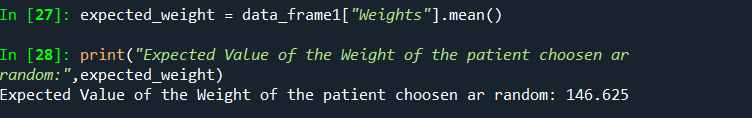 In [27]: expected_weight = data_frame1["Weights"].mean()
In [28]: print("Expected Value of the Weight of the patient choosen ar
random:",expected_weight)
Expected Value of the Weight of the patient choosen ar random: 146.625